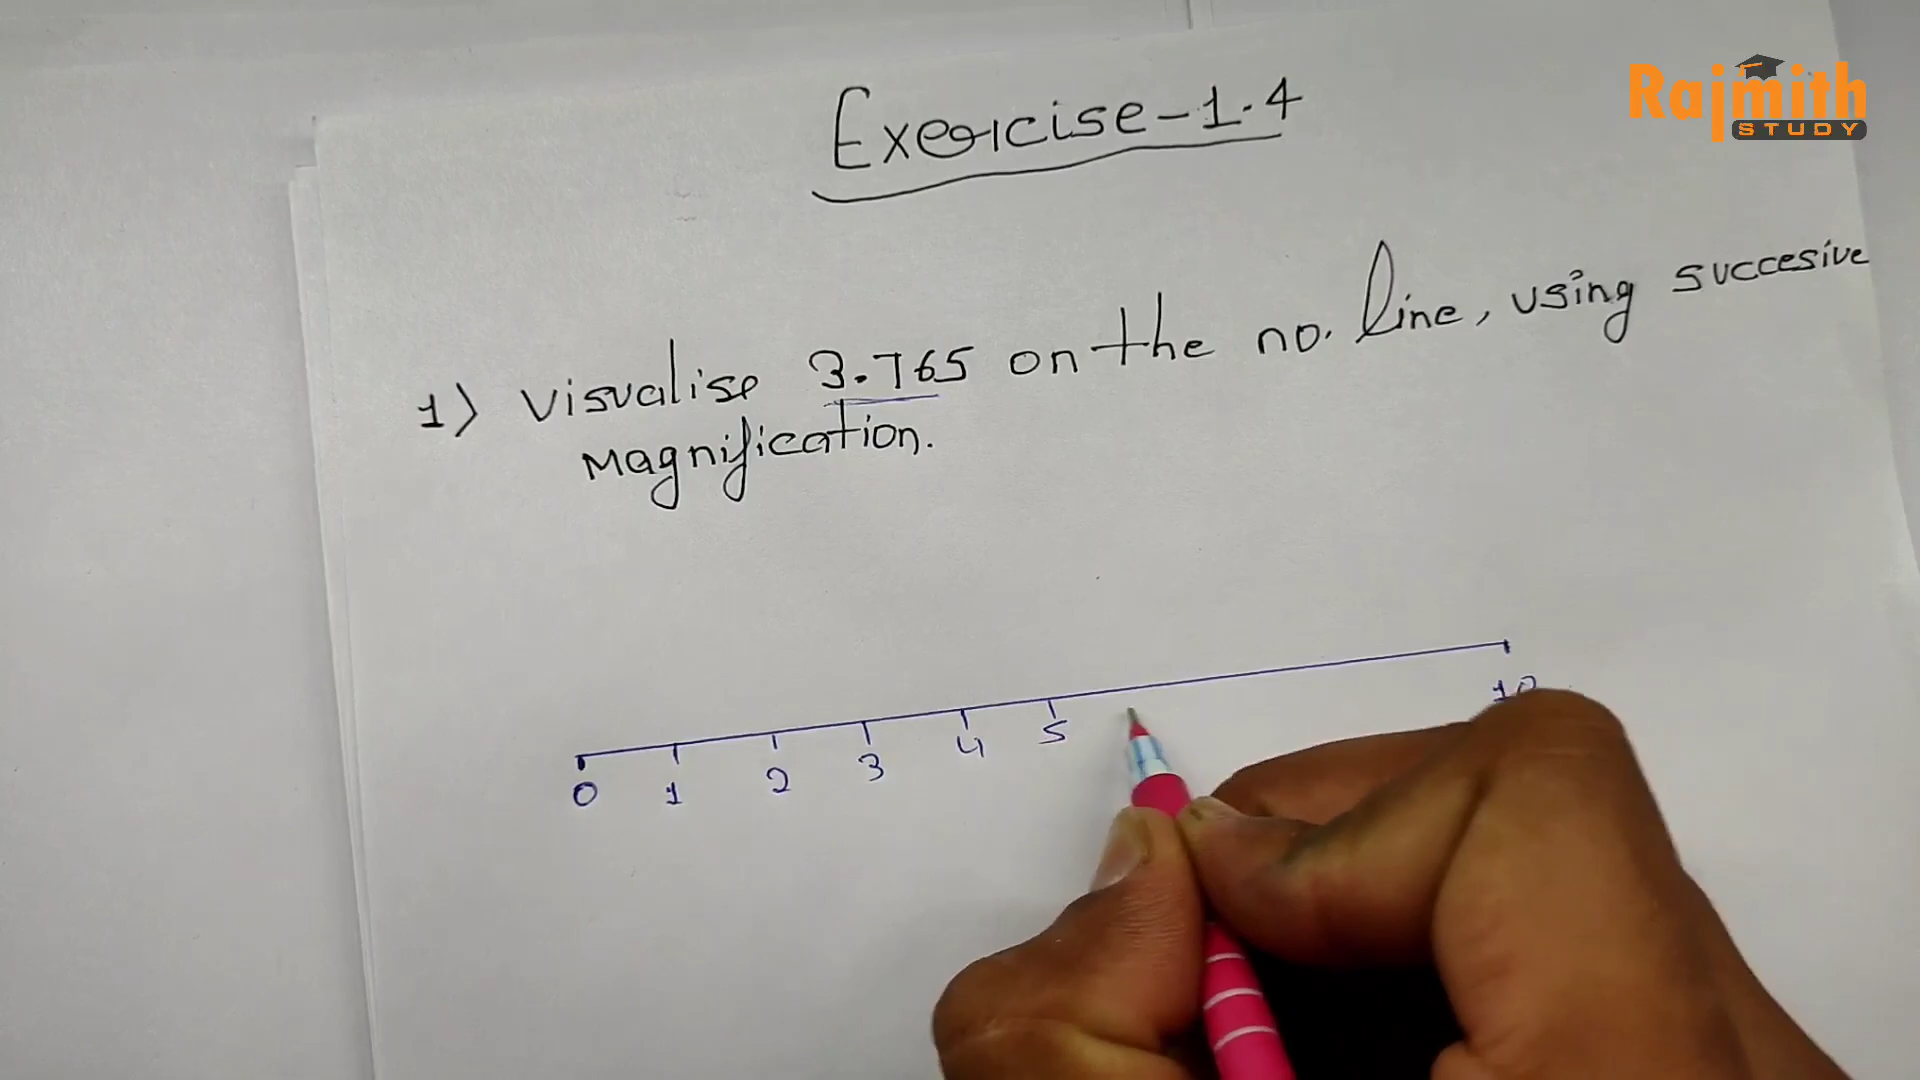 Rajmith
STUDY
Exercise-1.4
1) Visualise 3.765 on the no. line, using succesive
Magnification.
0 1 2 3 4 5 10